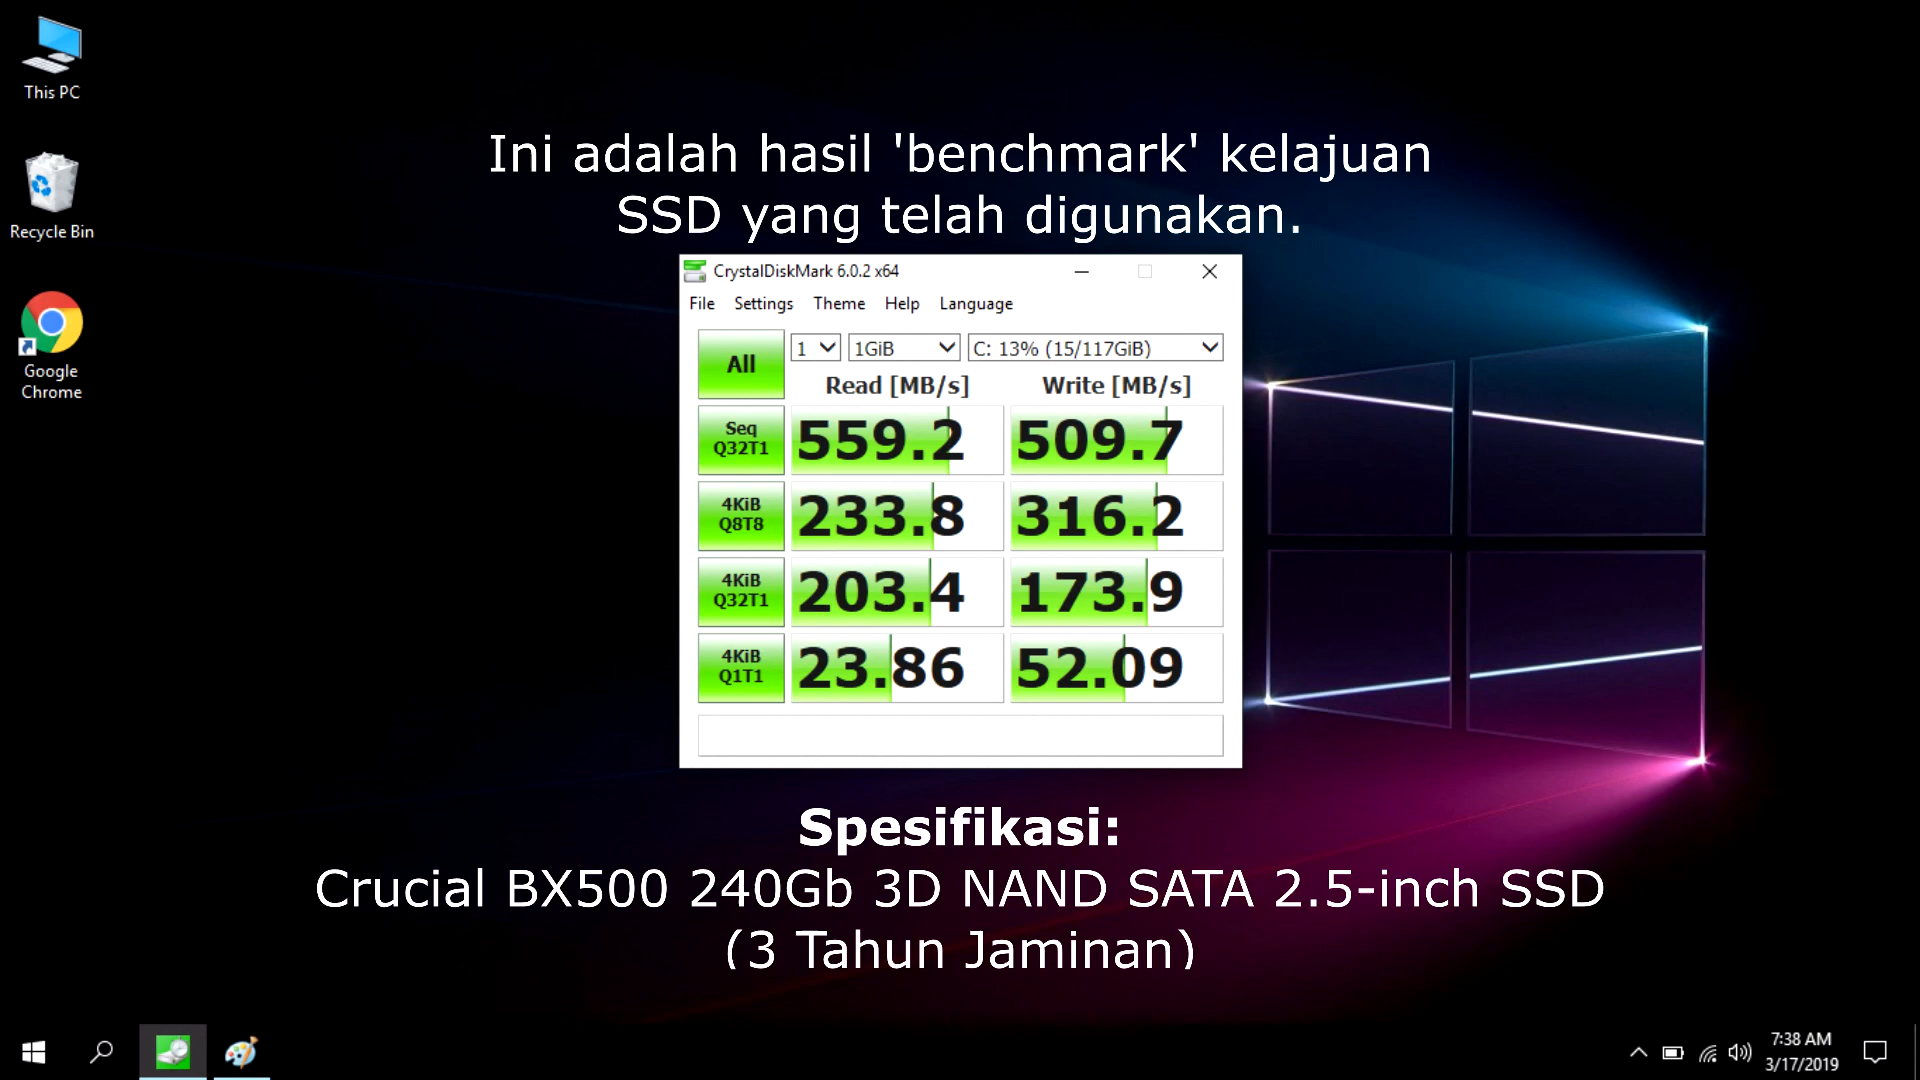 This PC
Recycle Bin
Google
Chrome
Ini adalah hasil 'benchmark' kelajuan
SSD yang telah digunakan.
CrystalDiskMark 6.0.2 x64
File Settings Theme Help Language
All 1 1GiB C: 13% (15/117GiB)
Read [MB/s] Write [MB/s]
Seq
Q32T1 559.2 509.7
4KiB
Q8T8 233.8 316.2
4KiB
Q32T1 203.4 173.9
4KiB
Q1T1 23.86 52.09
Spesifikasi:
Crucial BX500 240Gb 3D NAND SATA 2.5-inch SSD
(3 Tahun Jaminan)
7:38 AM
3/17/2019